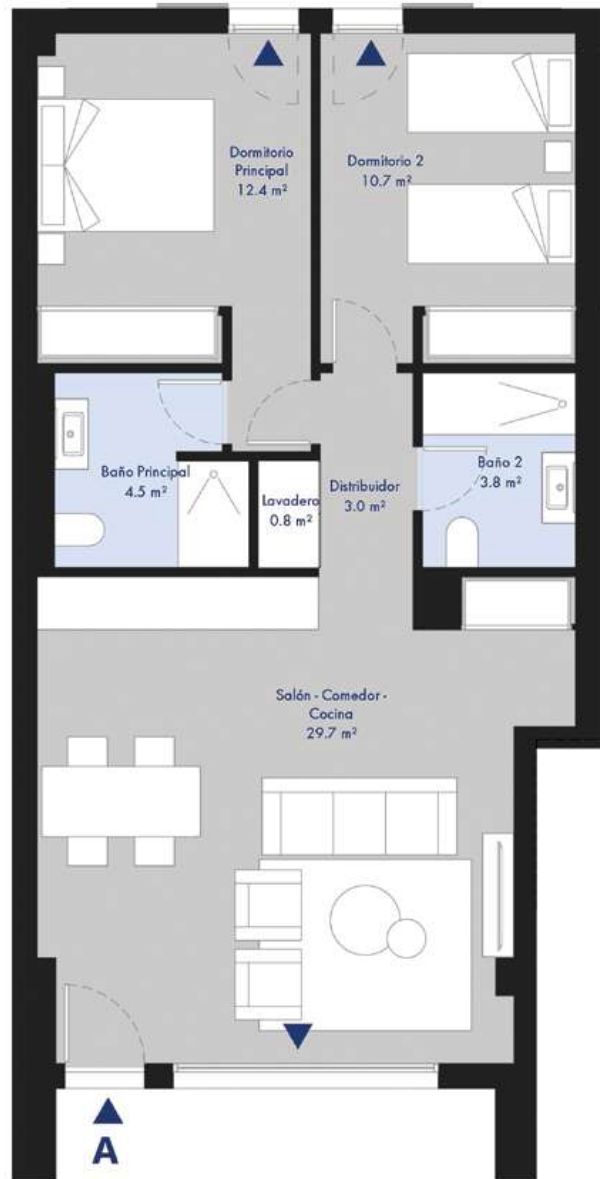 Dormitorio
Principal
12.4 m²
Dormitorio 2
10.7 m²
Baño Principal
4.5 m²
Lavadero
0.8 m²
Distribuidor
3.0 m²
Baño 2
3.8 m²
Salón - Comedor -
Cocina
29.7 m²
A